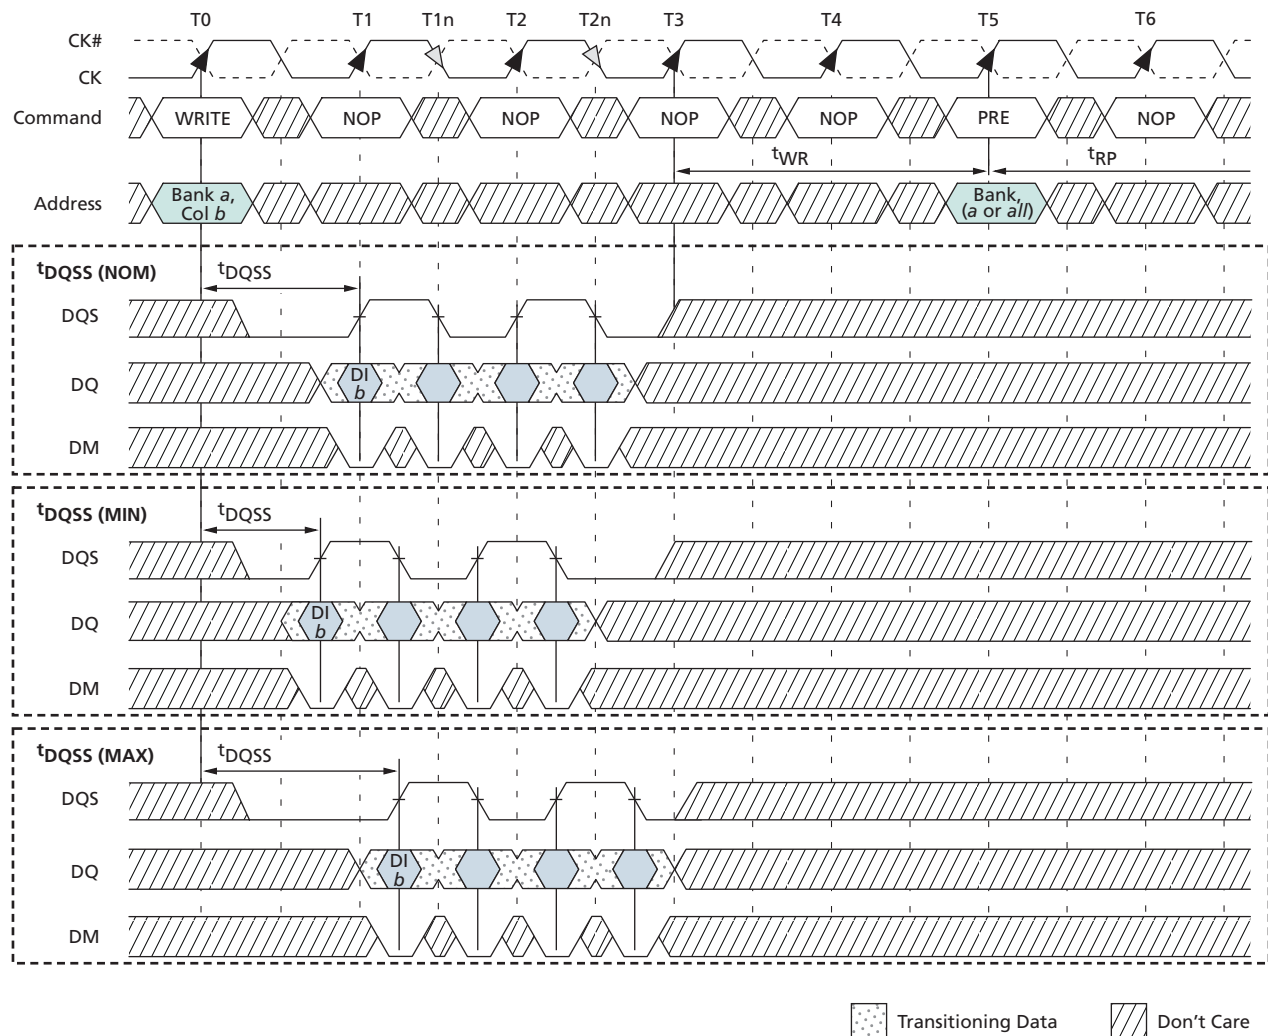 T0 T1 T1n T2 T2n T3 T4 T5 T6
CK#
CK
Command WRITE NOP NOP NOP NOP PRE NOP
tWR tRP
Address Bank a, Col b Bank, (a or all)
tDQSS (NOM) tDQSS
DQS
DQ DI b
DM
tDQSS (MIN) tDQSS
DQS
DQ DI b
DM
tDQSS (MAX) tDQSS
DQS
DQ DI b
DM
Transitioning Data Don't Care